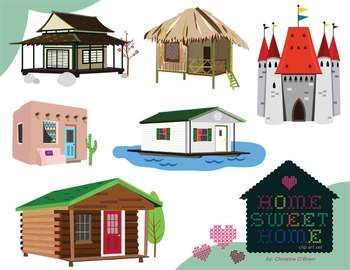 HOME
SWEET
HOME
clip art set
by: Christine O'Brien